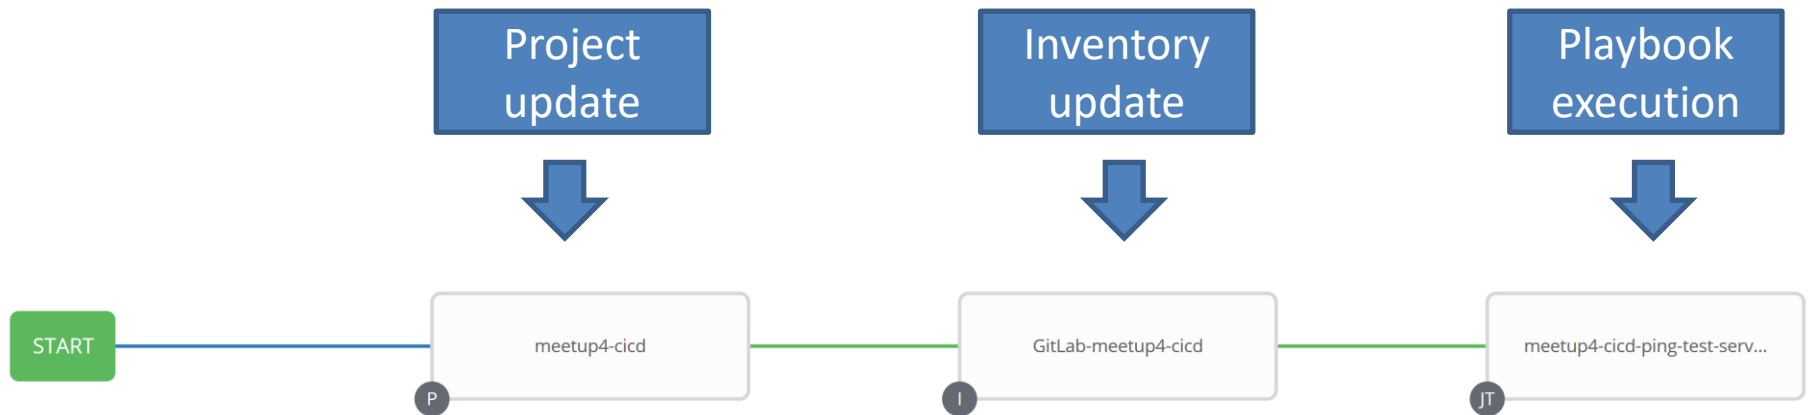 Project
update
Inventory
update
Playbook
execution
START
meetup4-cicd
GitLab-meetup4-cicd
meetup4-cicd-ping-test-serv...
P
I
JT